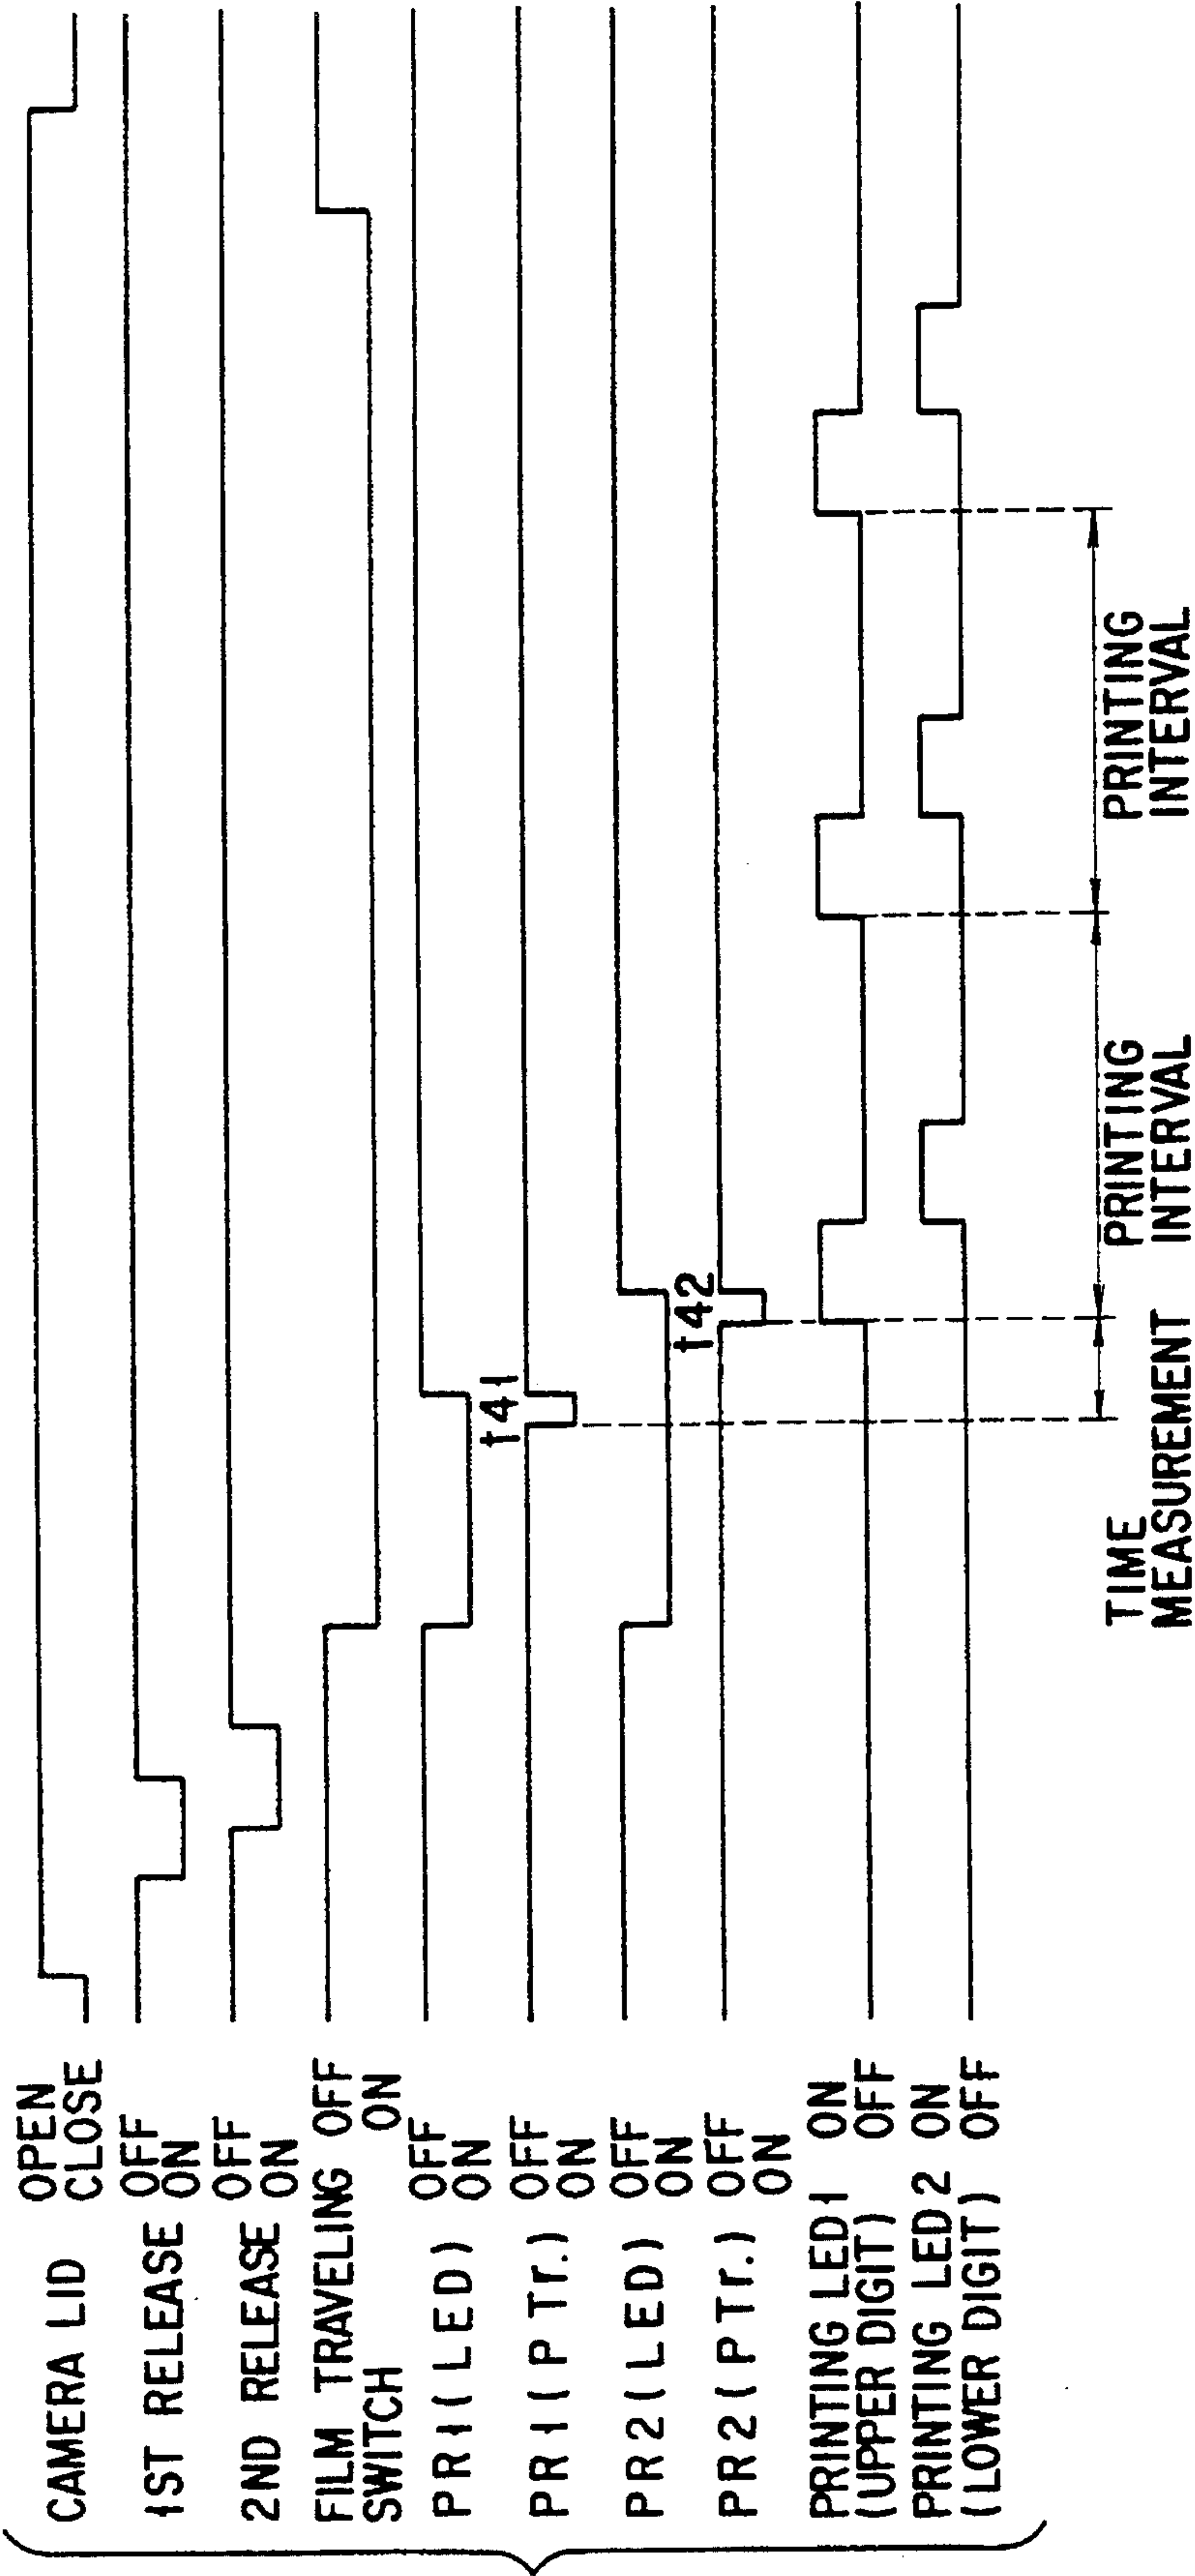 CAMERA LID OPEN
CLOSE
1ST RELEASE OFF
ON
2ND RELEASE OFF
ON
FILM TRAVELING OFF
SWITCH ON
PR1(LED) OFF
ON
PR1(PTr.) OFF
ON
PR2(LED) OFF
ON
PR2(PTr.) OFF
ON
PRINTING LED1 ON
(UPPER DIGIT) OFF
PRINTING LED2 ON
(LOWER DIGIT) OFF
t41
t42
TIME
MEASUREMENT
PRINTING
INTERVAL
PRINTING
INTERVAL